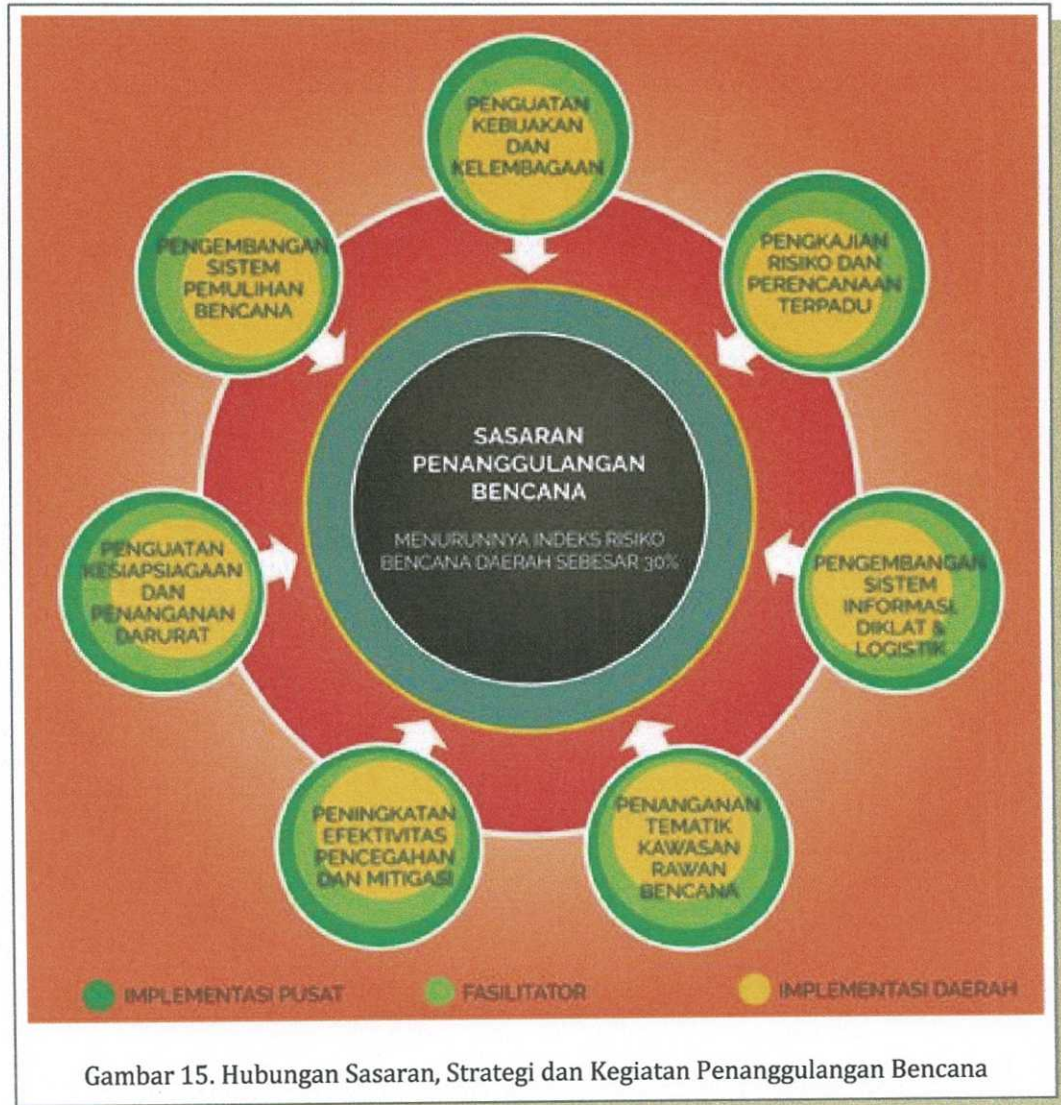 PENGUATAN
KEBIJAKAN
DAN
KELEMBAGAAN
PENGKAJIAN
RISIKO DAN
PERENCANAAN
TERPADU
PENGEMBANGAN
SISTEM
INFORMASI,
DIKLAT &
LOGISTIK
PENANGANAN
TEMATIK
KAWASAN
RAWAN
BENCANA
PENINGKATAN
EFEKTIVITAS
PENCEGAHAN
DAN MITIGASI
PENGUATAN
KESIAPSIAGAAN
DAN
PENANGANAN
DARURAT
PENGEMBANGAN
SISTEM
PEMULIHAN
BENCANA
SASARAN
PENANGGULANGAN
BENCANA
MENURUNNYA INDEKS RISIKO
BENCANA DAERAH SEBESAR 30%
IMPLEMENTASI PUSAT
FASILITATOR
IMPLEMENTASI DAERAH
Gambar 15. Hubungan Sasaran, Strategi dan Kegiatan Penanggulangan Bencana